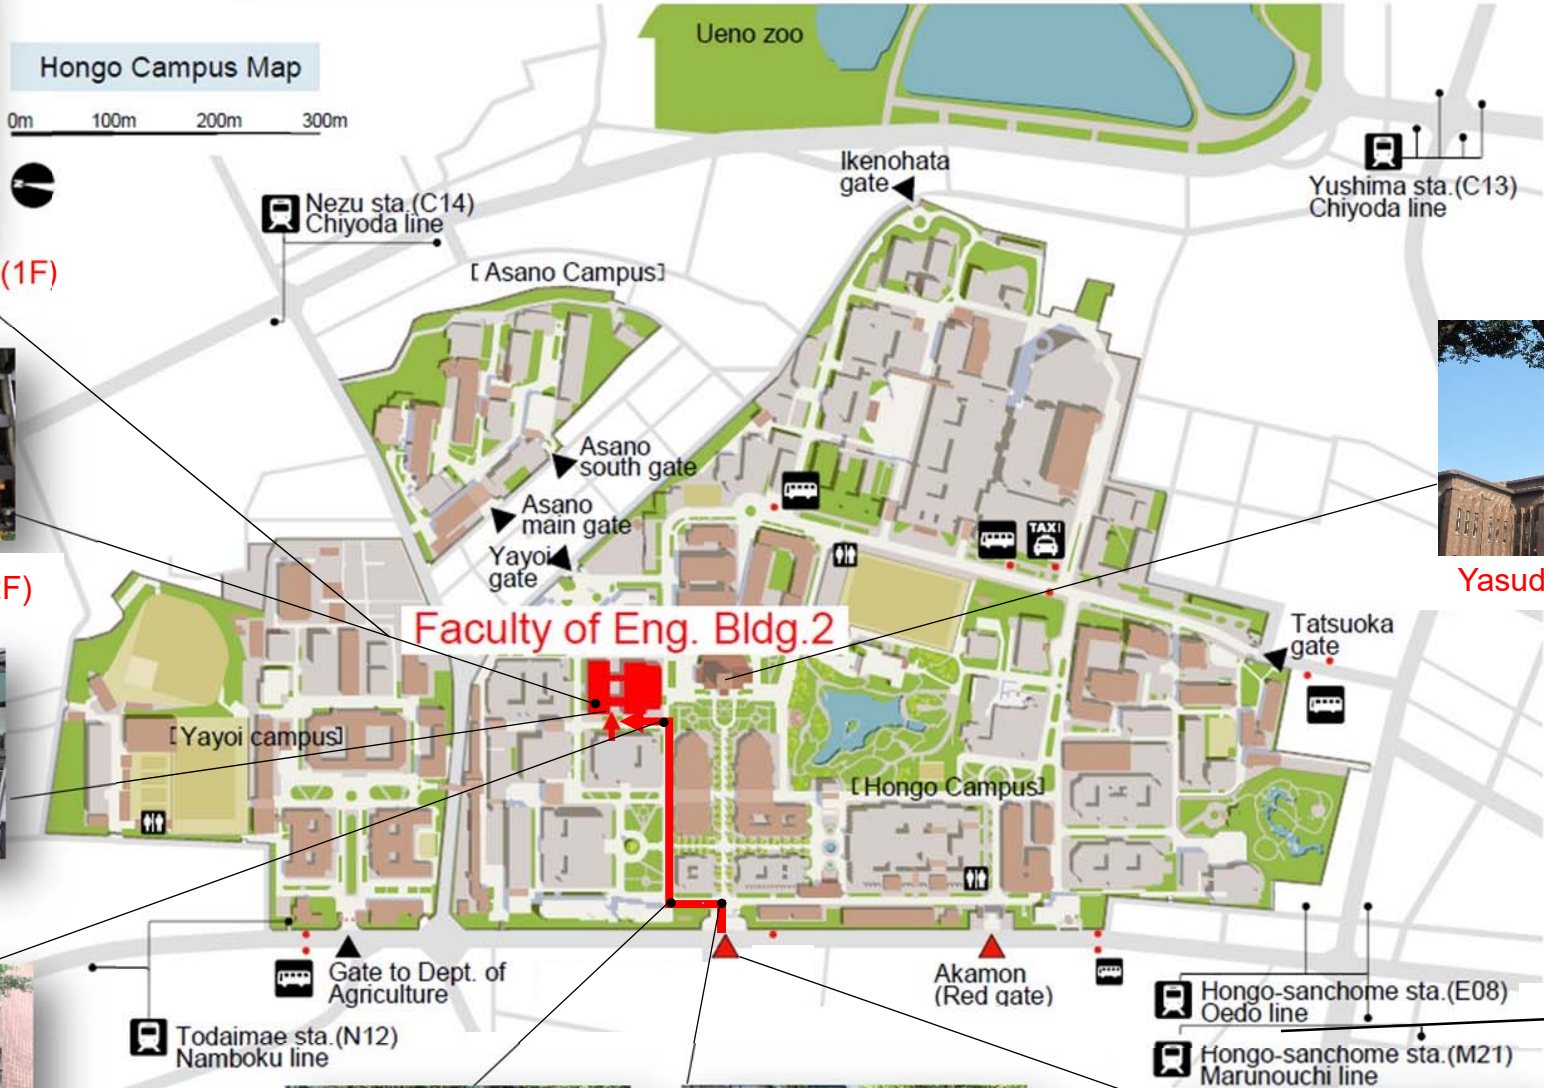 Ueno zoo
Hongo Campus Map
0m 100m 200m 300m
Ikenohata
gate
Yushima sta.(C13)
Chiyoda line
Nezu sta.(C14)
Chiyoda line
(1F)
[ Asano Campus]
Asano
south gate
Asano
main gate
Yayoi
gate
TAXI
F)
Yasud
Faculty of Eng. Bldg.2
Tatsuoka
gate
[Yayoi campus]
[Hongo Campus]
Gate to Dept. of
Agriculture
Akamon
(Red gate)
Hongo-sanchome sta.(E08)
Oedo line
Todaimae sta.(N12)
Namboku line
Hongo-sanchome sta.(M21)
Marunouchi line